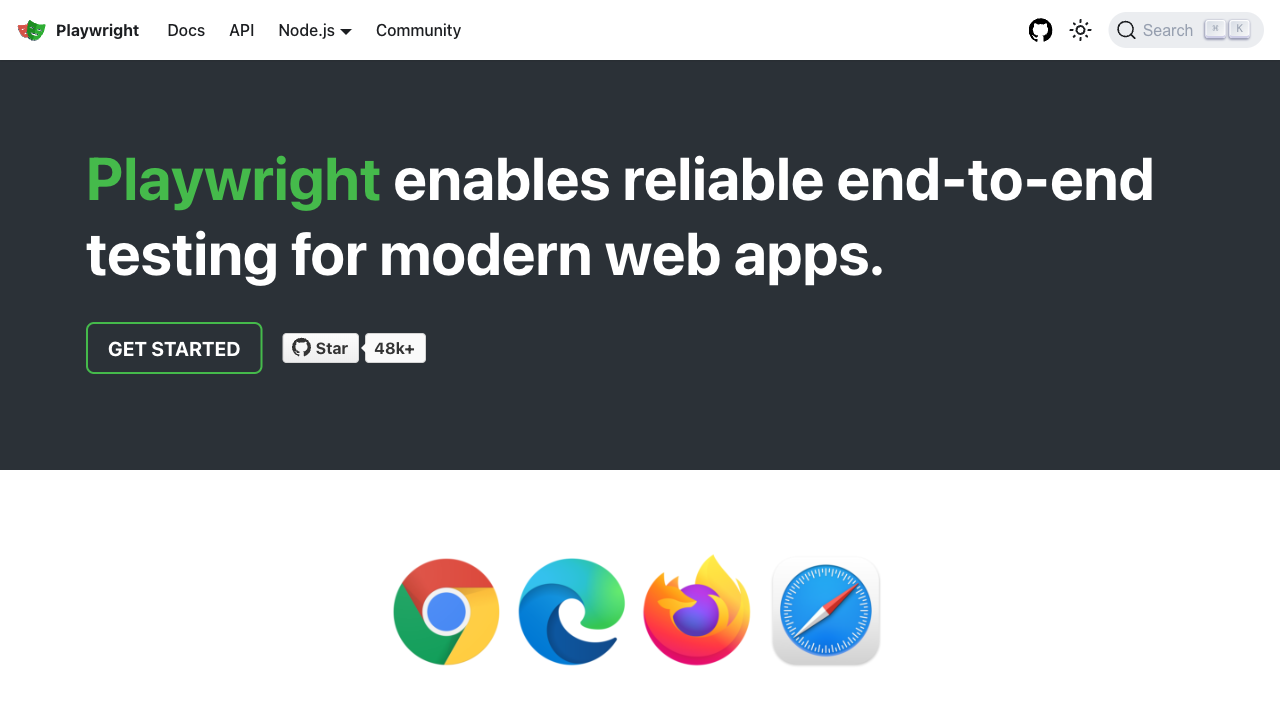 Playwright Docs API Node.js Community Search ⌘ K
Playwright enables reliable end-to-end
testing for modern web apps.
GET STARTED Star 48k+